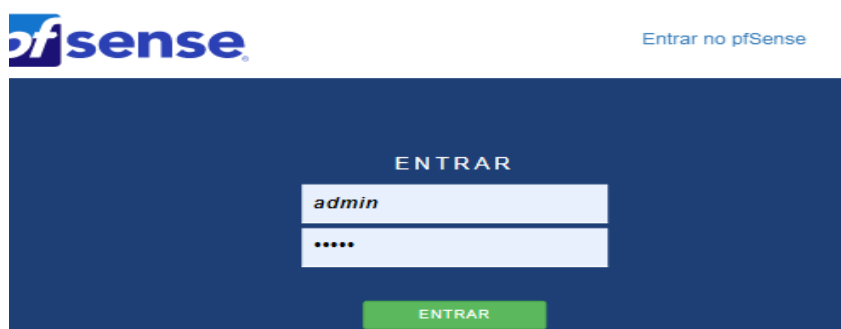 pfsense
Entrar no pfSense
ENTRAR
admin
•••••
ENTRAR